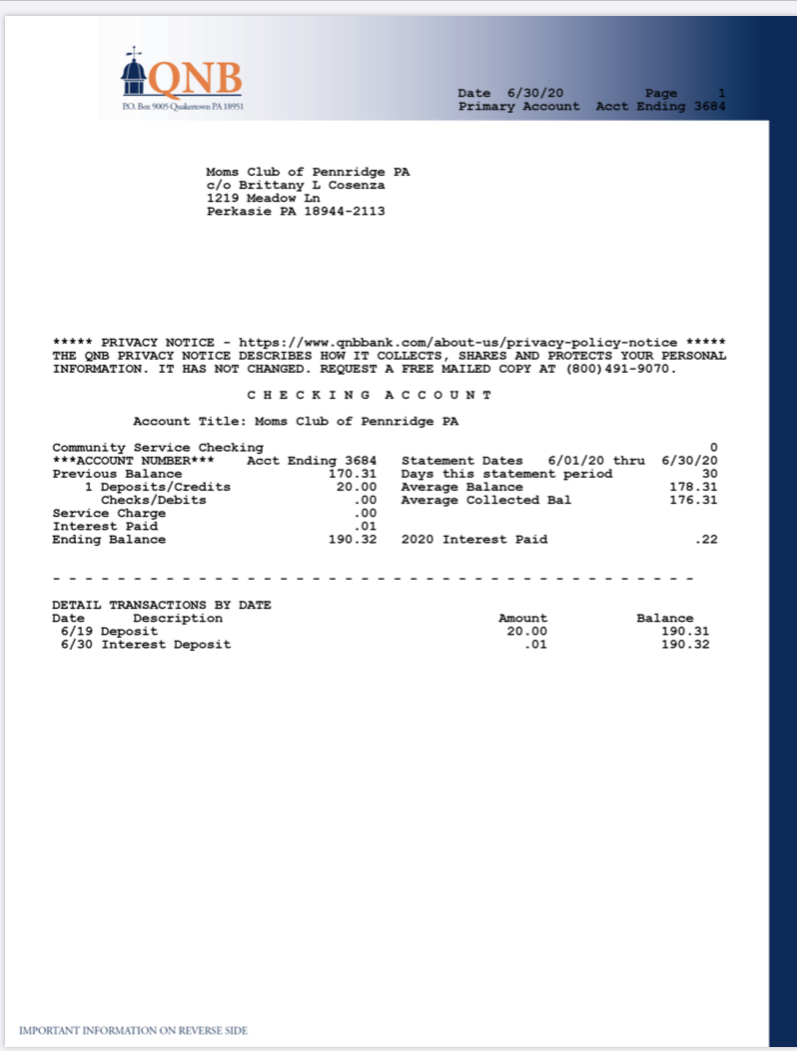 QNB
P.O. Box 9005 Quakertown PA 18951
Date 6/30/20 Page 1
Primary Account Acct Ending 3684
Moms Club of Pennridge PA
c/o Brittany L Cosenza
1219 Meadow Ln
Perkasie PA 18944-2113
***** PRIVACY NOTICE - https://www.qnbbank.com/about-us/privacy-policy-notice *****
THE QNB PRIVACY NOTICE DESCRIBES HOW IT COLLECTS, SHARES AND PROTECTS YOUR PERSONAL
INFORMATION. IT HAS NOT CHANGED. REQUEST A FREE MAILED COPY AT (800)491-9070.
C H E C K I N G A C C O U N T
Account Title: Moms Club of Pennridge PA
Community Service Checking 0
***ACCOUNT NUMBER*** Acct Ending 3684 Statement Dates 6/01/20 thru 6/30/20
Previous Balance 170.31 Days this statement period 30
1 Deposits/Credits 20.00 Average Balance 178.31
Checks/Debits .00 Average Collected Bal 176.31
Service Charge .00
Interest Paid .01
Ending Balance 190.32 2020 Interest Paid .22
- - - - - - - - - - - - - - - - - - - - - - - - - - - - - - - - - - - - - - - -
DETAIL TRANSACTIONS BY DATE
Date Description Amount Balance
6/19 Deposit 20.00 190.31
6/30 Interest Deposit .01 190.32
IMPORTANT INFORMATION ON REVERSE SIDE